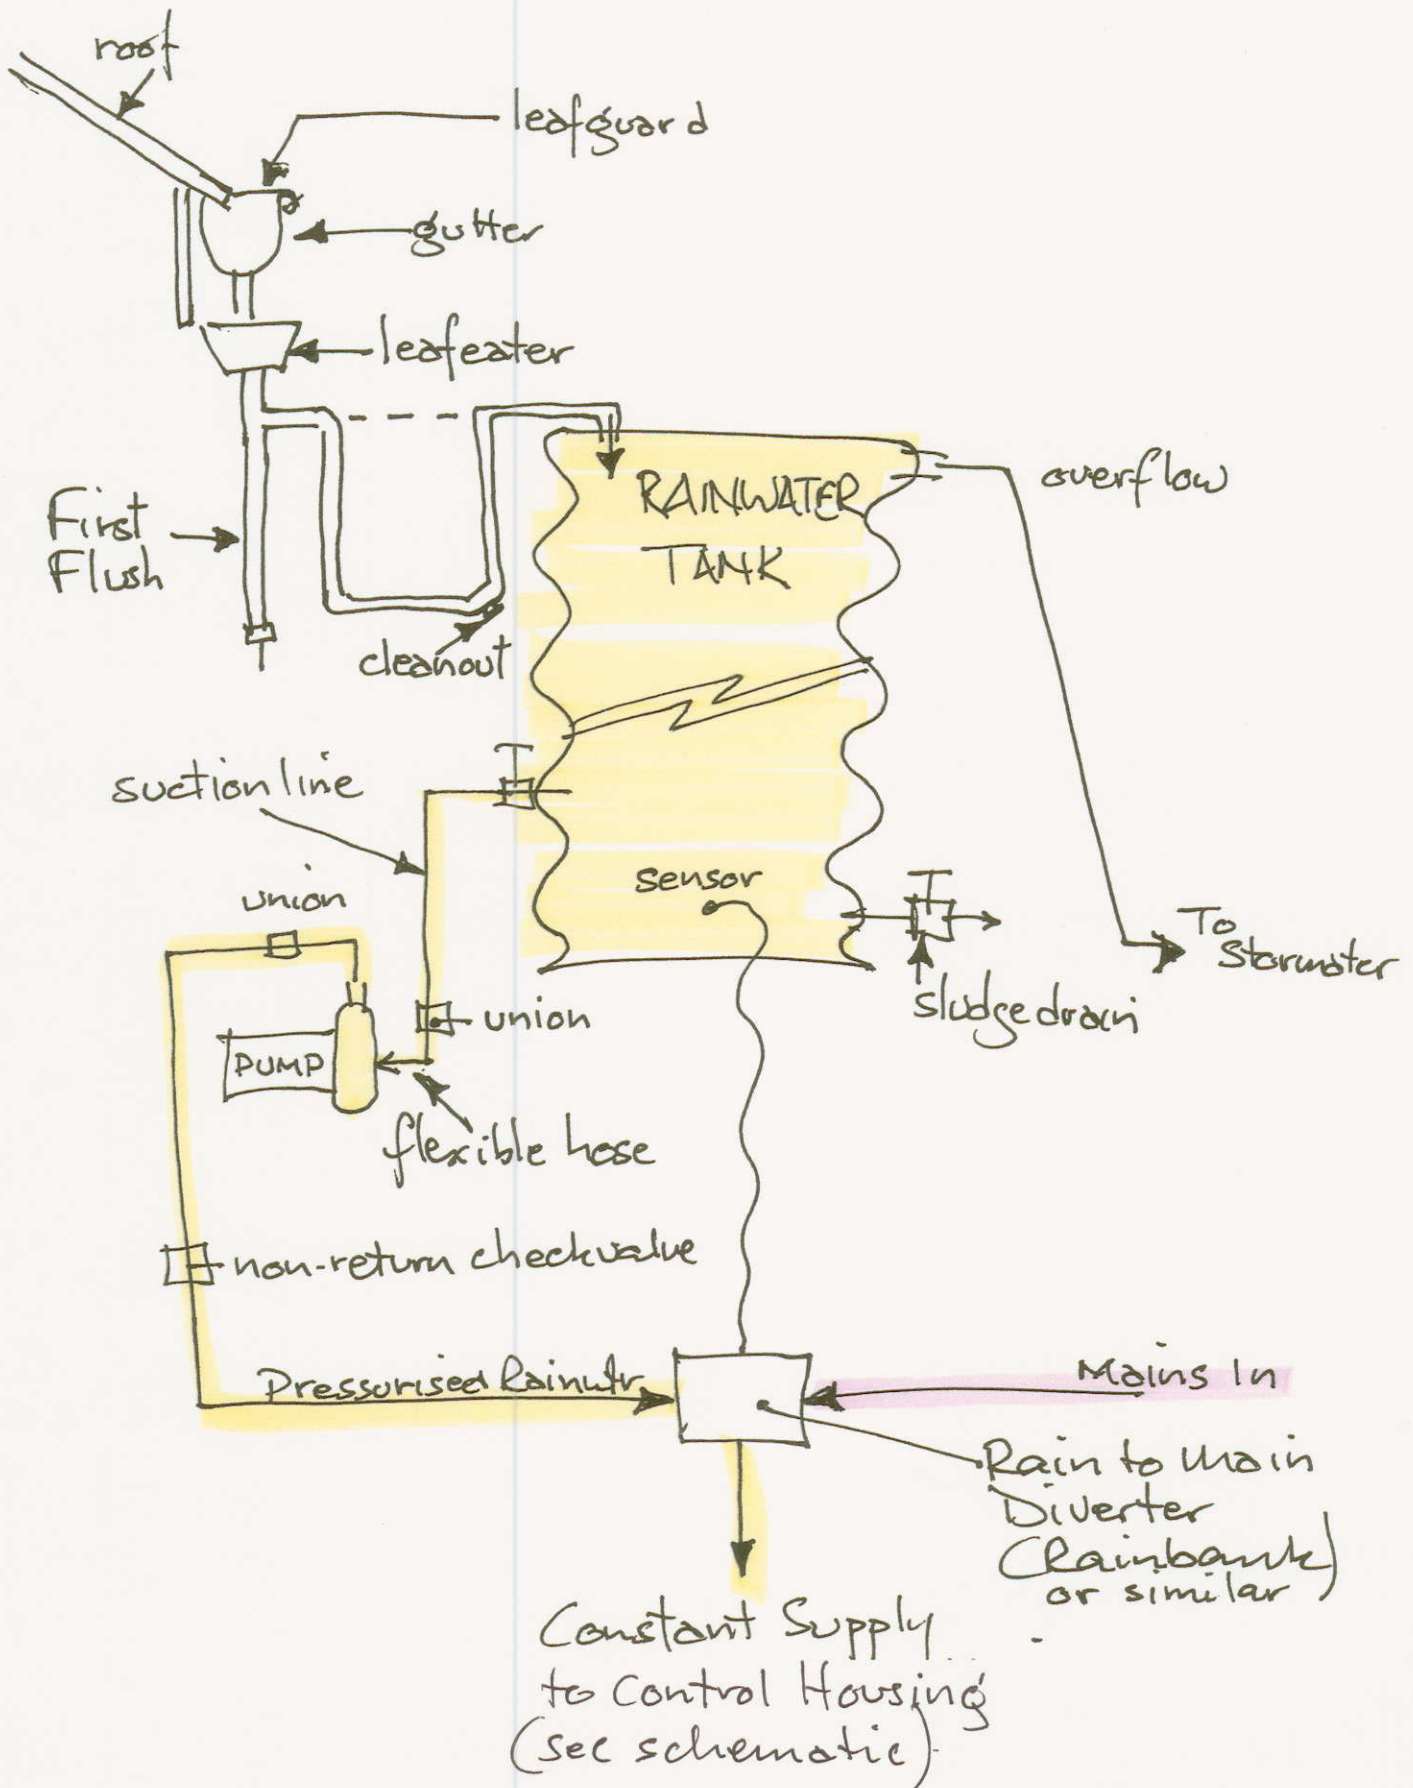 roof
leafguard
gutter
leafeater
First
Flush
cleanout
RAINWATER
TANK
overflow
suction line
union
sensor
To
Stormwater
sludge drain
union
PUMP
flexible hose
non-return checkvalve
Pressurised Rainwtr
Mains In
Rain to Main
Diverter
(Rainbank)
or similar
Constant Supply
to Control Housing
(see schematic)